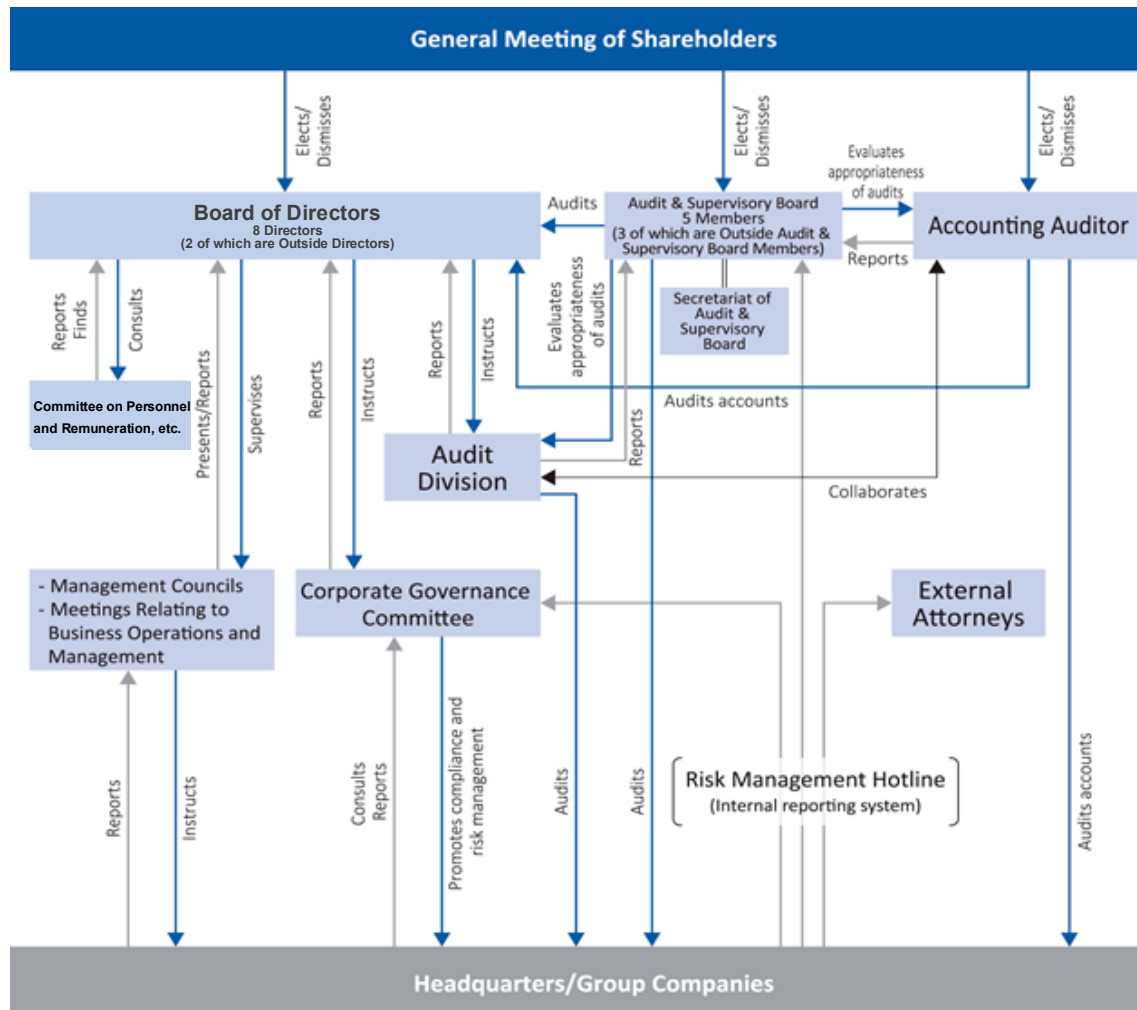 General Meeting of Shareholders
Elects/
Dismisses
Elects/
Dismisses
Elects/
Dismisses
Evaluates
appropriateness
of audits
Board of Directors
8 Directors
(2 of which are Outside Directors)
Audits
Audit & Supervisory Board
5 Members
(3 of which are Outside Audit &
Supervisory Board Members)
Accounting Auditor
Reports
Reports
Finds
Consults
Presents/Reports
Supervises
Reports
Instructs
Reports
Instructs
Evaluates
appropriateness
of audits
Reports
Secretariat of
Audit &
Supervisory
Board
Audits accounts
Committee on Personnel
and Remuneration, etc.
Audit
Division
Collaborates
- Management Councils
- Meetings Relating to
Business Operations and
Management
Corporate Governance
Committee
External
Attorneys
Reports
Instructs
Consults
Reports
Promotes compliance and
risk management
Audits
Audits
Risk Management Hotline
(Internal reporting system)
Audits accounts
Headquarters/Group Companies